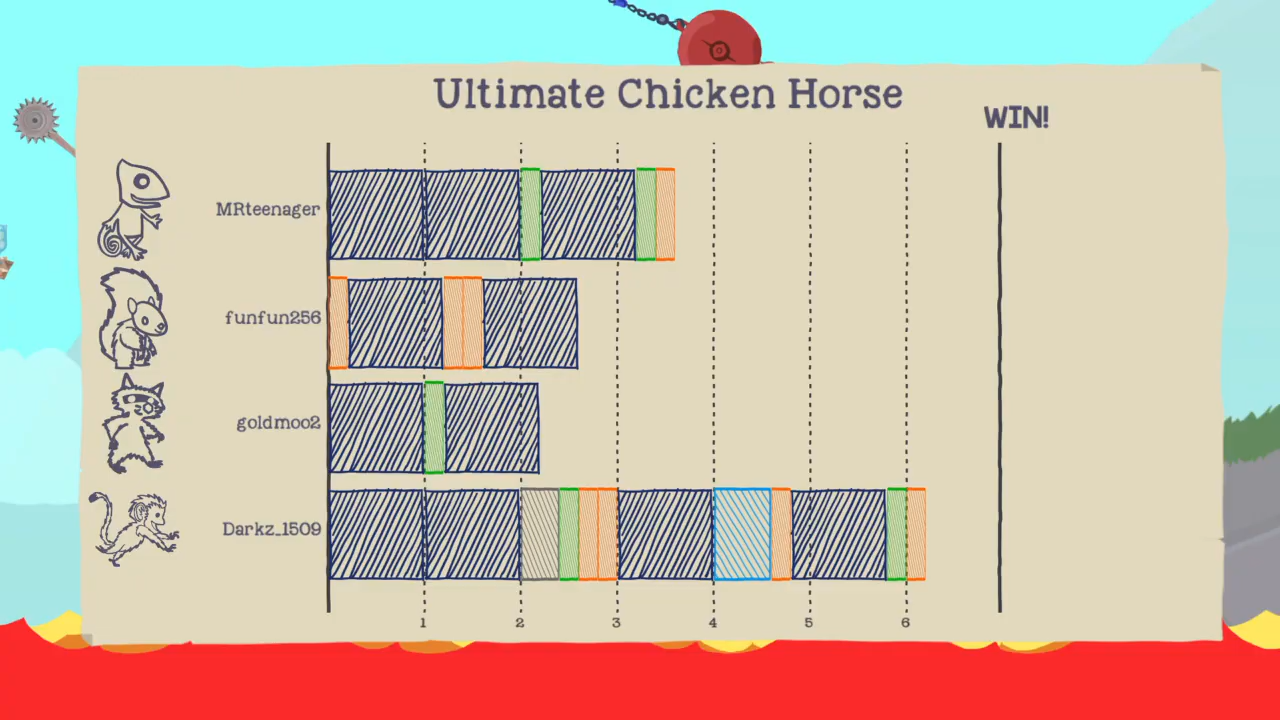 Ultimate Chicken Horse
WIN!
MRteenager
funfun256
goldmoo2
Darkz_1509
1 2 3 4 5 6